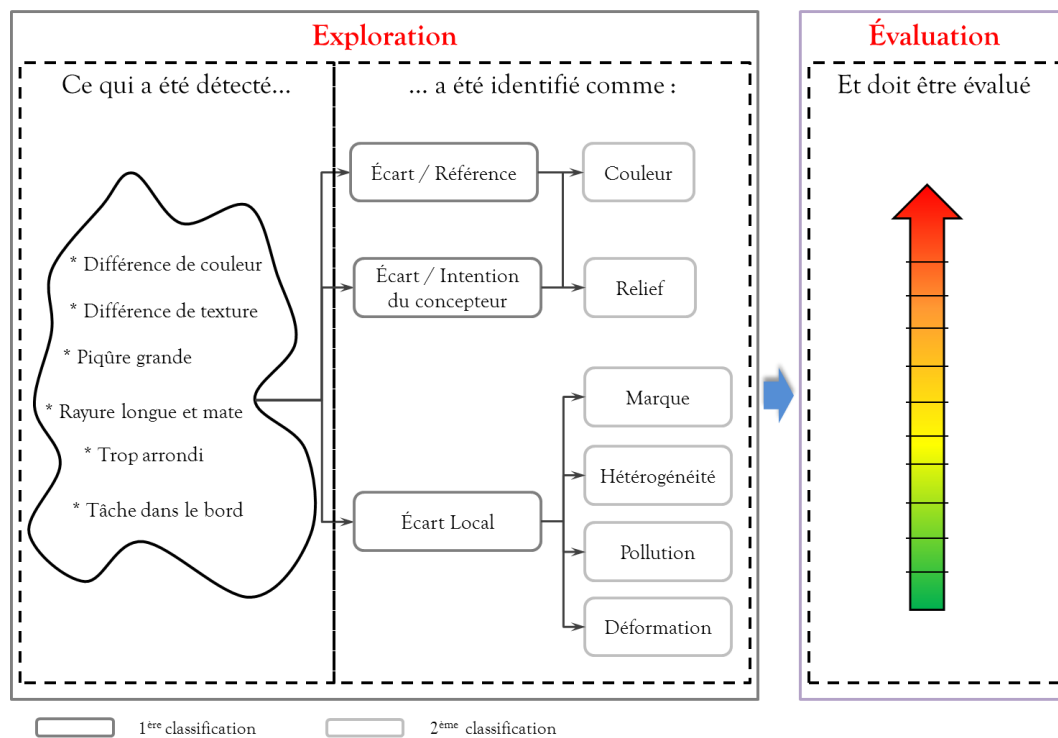 Exploration
Ce qui a été détecté...
* Différence de couleur
* Différence de texture
* Piqûre grande
* Rayure longue et mate
* Trop arrondi
* Tâche dans le bord
... a été identifié comme :
Écart / Référence
Écart / Intention
du concepteur
Écart Local
Couleur
Relief
Marque
Hétérogénéité
Pollution
Déformation
Évaluation
Et doit être évalué
1ère classification
2ème classification